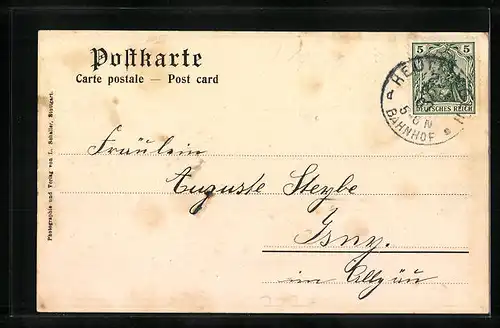 Postkarte
Carte postale — Post card
5 5
DEUTSCHES REICH
BAHNHOF
Photographie und Verlag von L. Schaller, Stuttgart.
Fräulein
Auguste Steybe
Isny.
im Allgäu